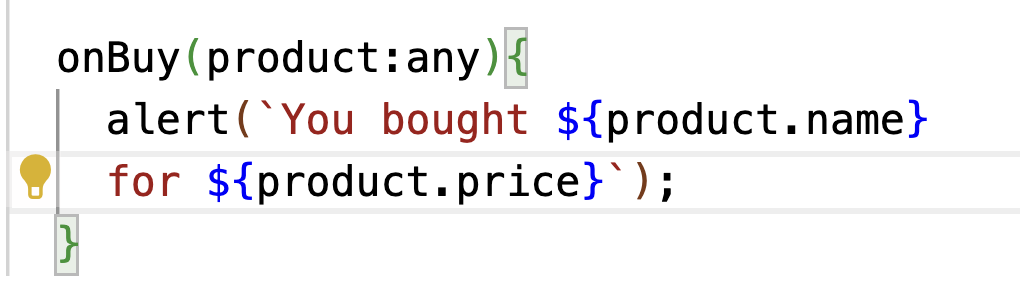 onBuy(product:any){
alert(`You bought ${product.name}
for ${product.price}`);
}